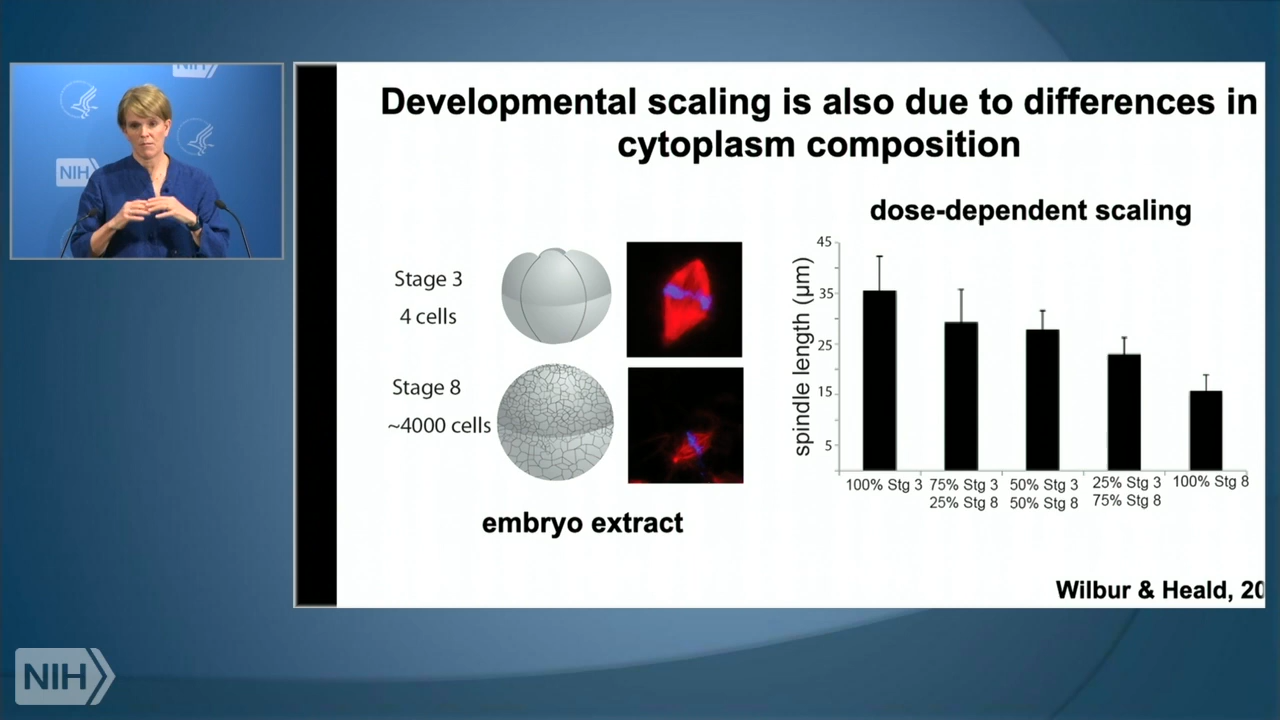 NIH
NIH
Developmental scaling is also due to differences in
cytoplasm composition
dose-dependent scaling
Stage 3
4 cells
Stage 8
~4000 cells
embryo extract
spindle length (μm)
45
35
25
15
5
100% Stg 3
75% Stg 3
25% Stg 8
50% Stg 3
50% Stg 8
25% Stg 3
75% Stg 8
100% Stg 8
Wilbur & Heald, 20
NIH